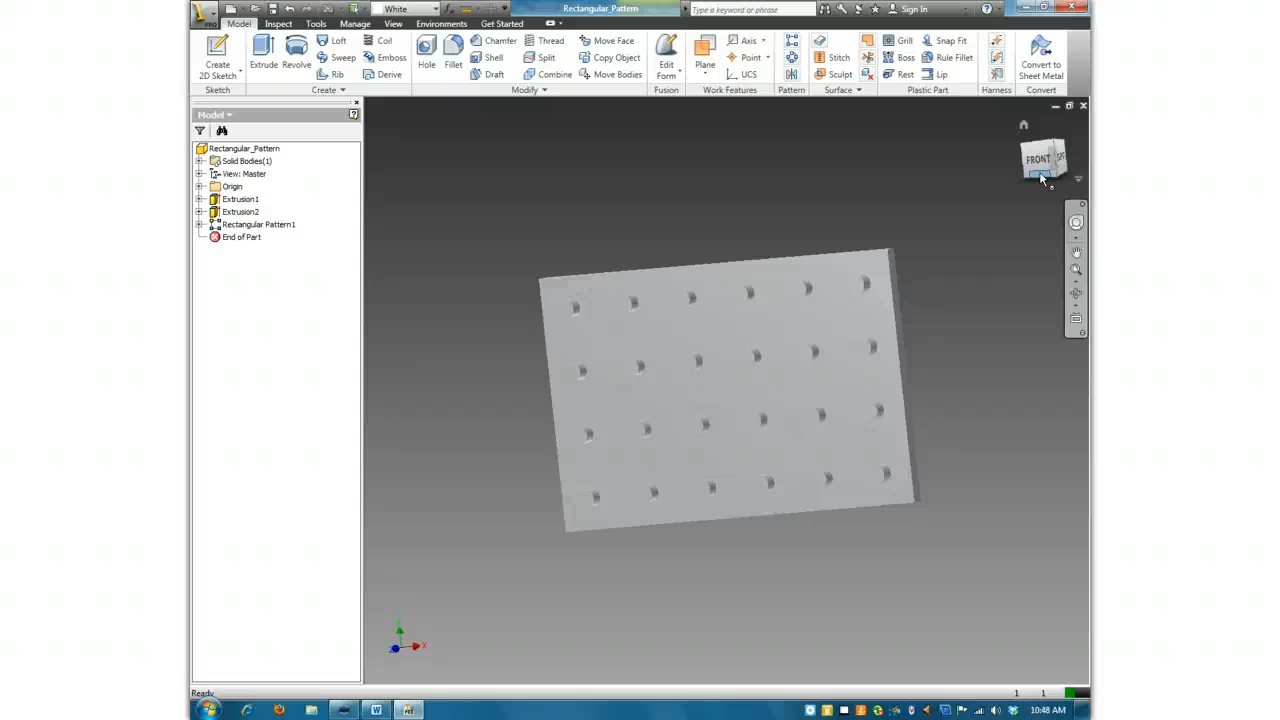 White
Rectangular_Pattern
Type a keyword or phrase
Sign In
PRO
Model Inspect Tools Manage View Environments Get Started
Create 2D Sketch
Extrude Revolve
Loft Coil
Sweep Emboss
Rib Derive
Hole Fillet
Chamfer Thread Move Face
Shell Split Copy Object
Draft Combine Move Bodies
Edit Form
Plane
Axis
Point
UCS
Stitch
Sculpt
Grill Snap Fit
Boss Rule Fillet
Rest Lip
Convert to Sheet Metal
Sketch Create Modify Fusion Work Features Pattern Surface Plastic Part Harness Convert
Model
Rectangular_Pattern
Solid Bodies(1)
View: Master
Origin
Extrusion1
Extrusion2
Rectangular Pattern1
End of Part
FRONT
Y
X
Z
Ready
1 1
10:48 AM